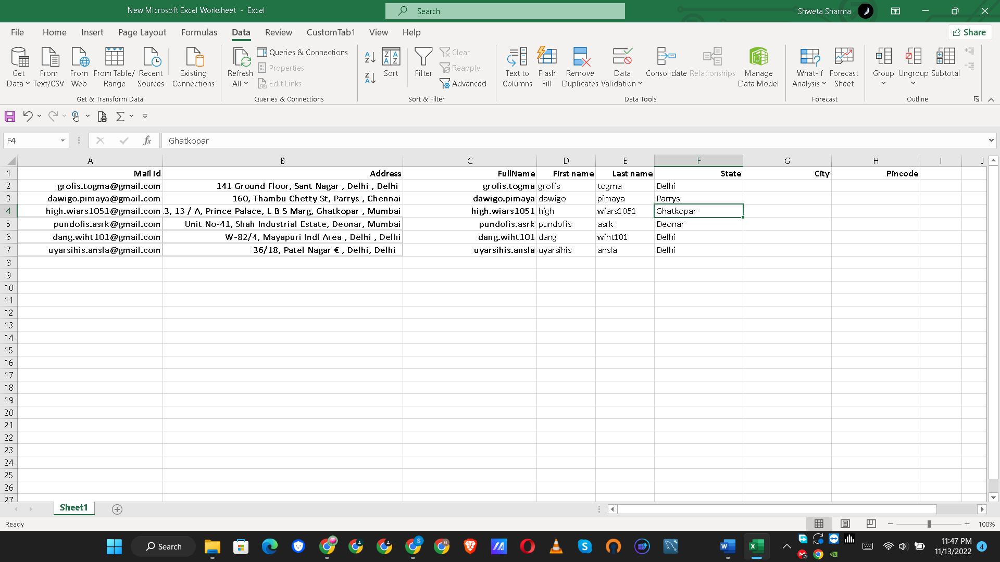 New Microsoft Excel Worksheet - Excel
Search
Shweta Sharma
File Home Insert Page Layout Formulas Data Review CustomTab1 View Help
Share
Get Data
From Text/CSV
From Web
From Table/ Range
Recent Sources
Existing Connections
Get & Transform Data
Refresh All
Queries & Connections
Properties
Edit Links
Queries & Connections
Sort
Filter
Clear
Reapply
Advanced
Sort & Filter
Text to Columns
Flash Fill
Remove Duplicates
Data Validation
Consolidate
Relationships
Manage Data Model
Data Tools
What-If Analysis
Forecast Sheet
Forecast
Group
Ungroup
Subtotal
Outline
F4
fx
Ghatkopar
A B C D E F G H I J
1 Mail Id Address FullName First name Last name State City Pincode
2 grofis.togma@gmail.com 141 Ground Floor, Sant Nagar , Delhi , Delhi grofis.togma grofis togma Delhi
3 dawigo.pimaya@gmail.com 160, Thambu Chetty St, Parrys , Chennai dawigo.pimaya dawigo pimaya Parrys
4 high.wiars1051@gmail.com 3, 13 / A, Prince Palace, L B S Marg, Ghatkopar , Mumbai high.wiars1051 high wiars1051 Ghatkopar
5 pundofis.asrk@gmail.com Unit No-41, Shah Industrial Estate, Deonar, Mumbai pundofis.asrk pundofis asrk Deonar
6 dang.wiht101@gmail.com W-82/4, Mayapuri Indl Area , Delhi , Delhi dang.wiht101 dang wiht101 Delhi
7 uyarsihis.ansla@gmail.com 36/18, Patel Nagar € , Delhi, Delhi uyarsihis.ansla uyarsihis ansla Delhi
8
9
10
11
12
13
14
15
16
17
18
19
20
21
22
23
24
25
26
27
Sheet1
Ready
100%
Search
11:47 PM
11/13/2022
4